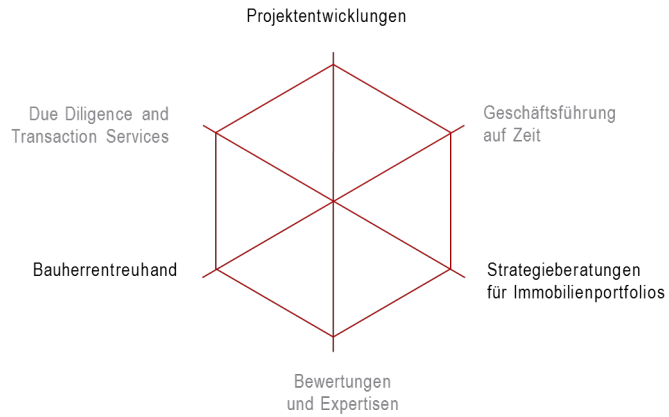 Projektentwicklungen
Due Diligence and
Transaction Services
Geschäftsführung
auf Zeit
Bauherrentreuhand
Strategieberatungen
für Immobilienportfolios
Bewertungen
und Expertisen